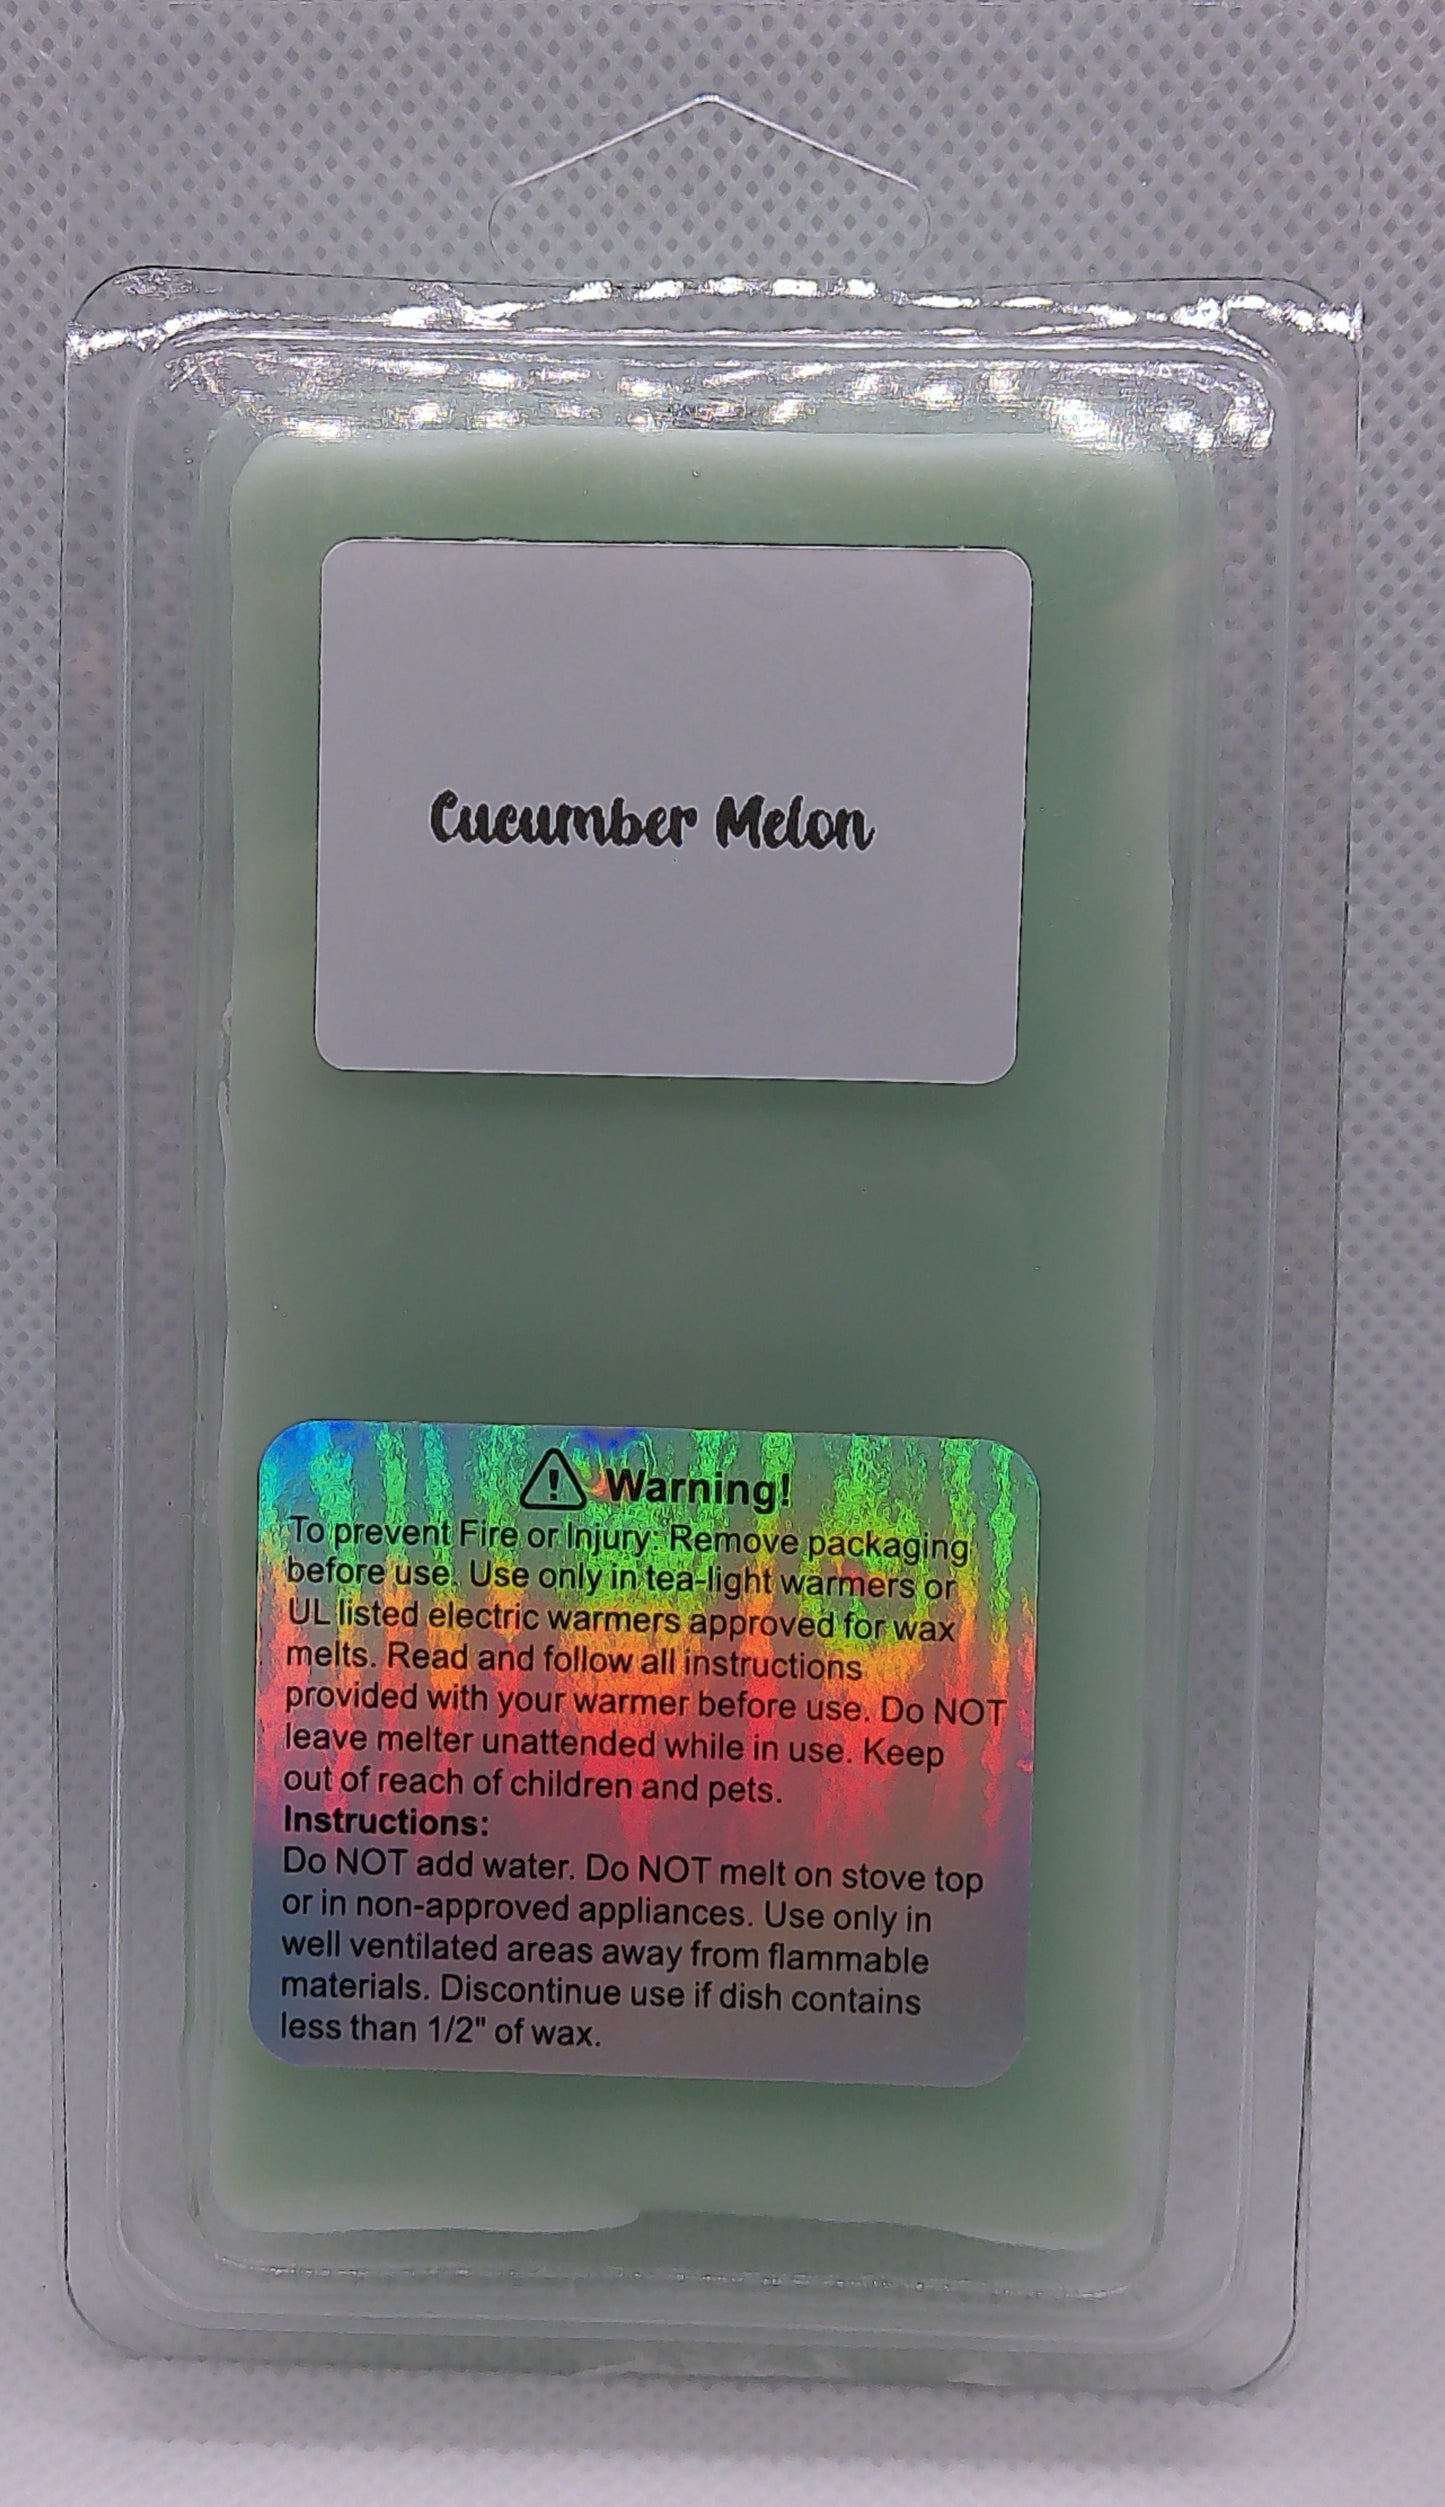 Cucumber Melon
Warning!
To prevent Fire or Injury: Remove packaging
before use. Use only in tea-light warmers or
UL listed electric warmers approved for wax
melts. Read and follow all instructions
provided with your warmer before use. Do NOT
leave melter unattended while in use. Keep
out of reach of children and pets.
Instructions:
Do NOT add water. Do NOT melt on stove top
or in non-approved appliances. Use only in
well ventilated areas away from flammable
materials. Discontinue use if dish contains
less than 1/2" of wax.